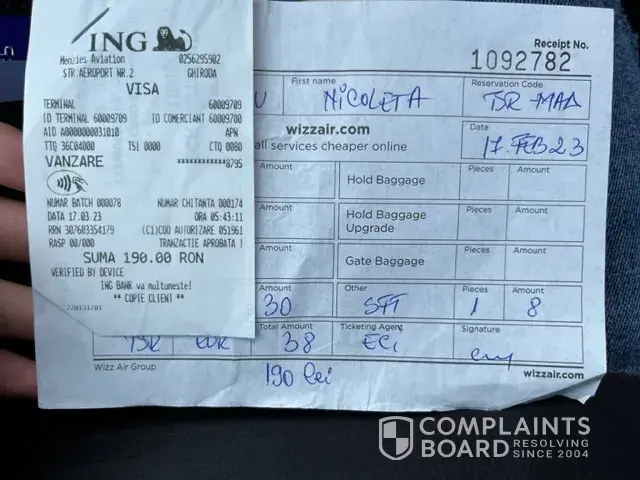 ING
Menzies Aviation 0256295902
STR.AEROPORT NR.2 GHIRODA
VISA
TERMINAL 60009709
ID TERMINAL 60009709 ID COMERCIANT 60009700
AID A0000000031010 APN
TTQ 36C04000 TSI 0000 CTQ 0080
VANZARE ************8795
NUMAR BATCH 000078 NUMAR CHITANTA 000174
DATA 17.03.23 ORA 05:43:11
RRN 307603354179 (C1)COD AUTORIZARE 051961
RASP 00/000 TRANZACTIE APROBATA !
SUMA 190.00 RON
VERIFIED BY DEVICE
ING BANK va multumeste!
** COPIE CLIENT **
220131/01
Receipt No.
1092782
First name Reservation Code
U NICOLETA TSR MAD
wizzair.com Date
all services cheaper online 17.FEB23
Amount Hold Baggage Pieces Amount
Amount Hold Baggage Upgrade Pieces Amount
Amount Gate Baggage Pieces Amount
Amount Other Pieces Amount
30 1 8
Total Amount Ticketing Agent Signature
TSR EUR 38
Wizz Air Group wizzair.com
190 lei
COMPLAINTS
BOARD RESOLVING
SINCE 2004